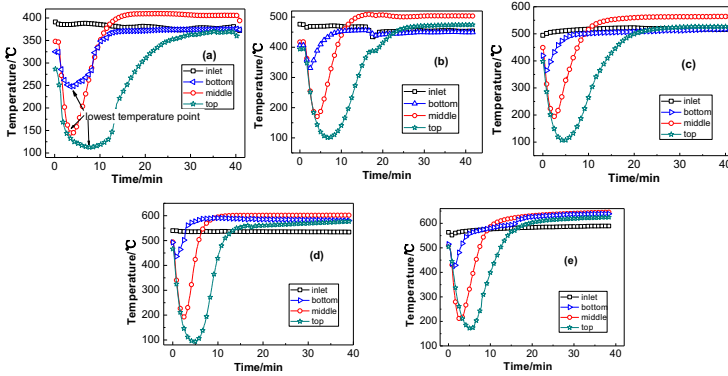 400
350
300
250
200
150
100
Temperature/℃
(a)
inlet
bottom
middle
top
lowest temperature point
0 10 20 30 40
Time/min
500
400
300
200
100
Temperature/℃
(b)
inlet
bottom
middle
top
0 10 20 30 40
Time/min
500
400
300
200
100
Temperature/℃
(c)
inlet
bottom
middle
top
0 10 20 30 40
Time/min
600
500
400
300
200
100
Temperature/℃
(d)
inlet
bottom
middle
top
0 10 20 30 40
Time/min
600
500
400
300
200
100
Temperature/℃
(e)
inlet
bottom
middle
top
0 10 20 30 40
Time/min